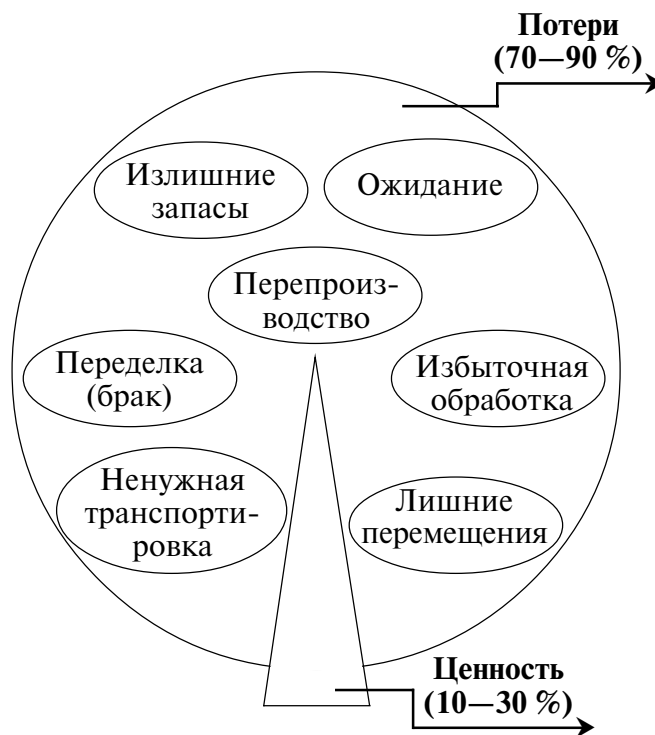 Потери
(70—90 %)
Излишние
запасы
Ожидание
Перепроиз-
водство
Переделка
(брак)
Избыточная
обработка
Ненужная
транспорти-
ровка
Лишние
перемещения
Ценность
(10—30 %)